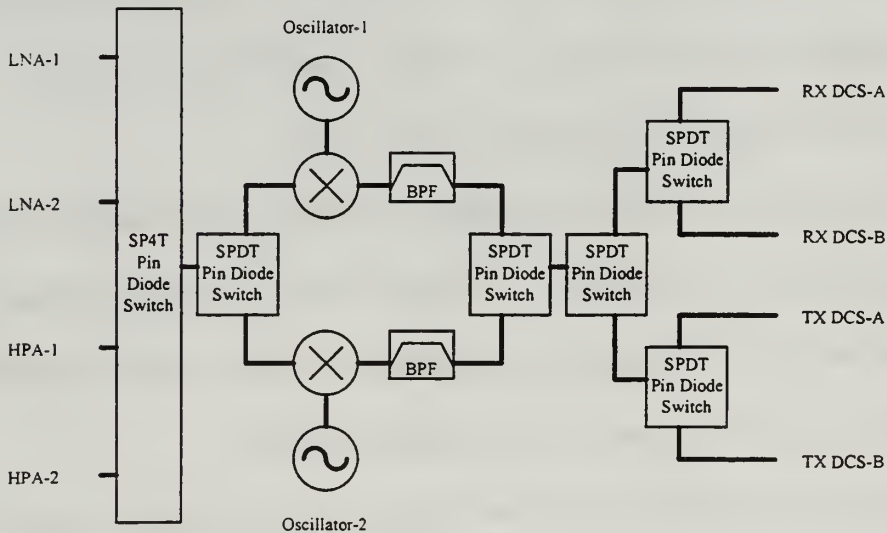 Oscillator-1
LNA-1
RX DCS-A
SPDT
Pin Diode
Switch
BPF
LNA-2
RX DCS-B
SP4T
Pin
Diode
Switch
SPDT
Pin Diode
Switch
SPDT
Pin Diode
Switch
SPDT
Pin Diode
Switch
TX DCS-A
HPA-1
BPF
SPDT
Pin Diode
Switch
HPA-2
TX DCS-B
Oscillator-2